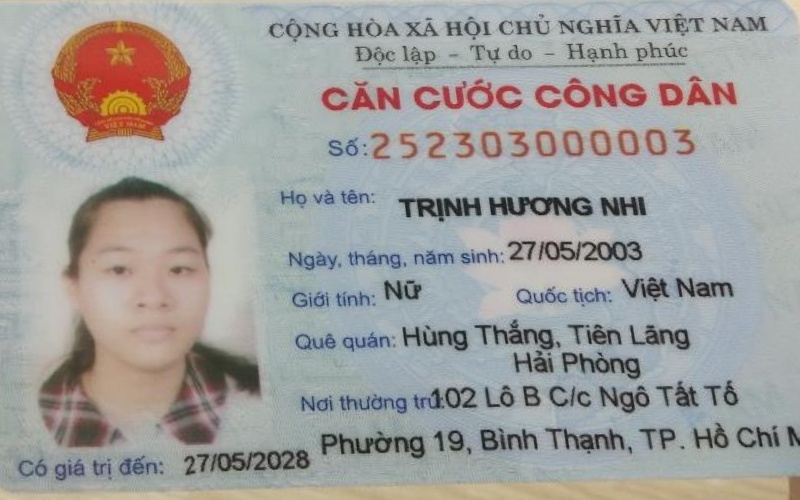 CỘNG HÒA XÃ HỘI CHỦ NGHĨA VIỆT NAM
Độc lập - Tự do - Hạnh phúc
CĂN CƯỚC CÔNG DÂN
Số: 252303000003
Họ và tên: TRỊNH HƯƠNG NHI
Ngày, tháng, năm sinh: 27/05/2003
Giới tính: Nữ Quốc tịch: Việt Nam
Quê quán: Hùng Thắng, Tiên Lãng
Hải Phòng
Nơi thường trú: 102 Lô B C/c Ngô Tất Tố
Phường 19, Bình Thạnh, TP. Hồ Chí M
Có giá trị đến: 27/05/2028
VIỆT NAM